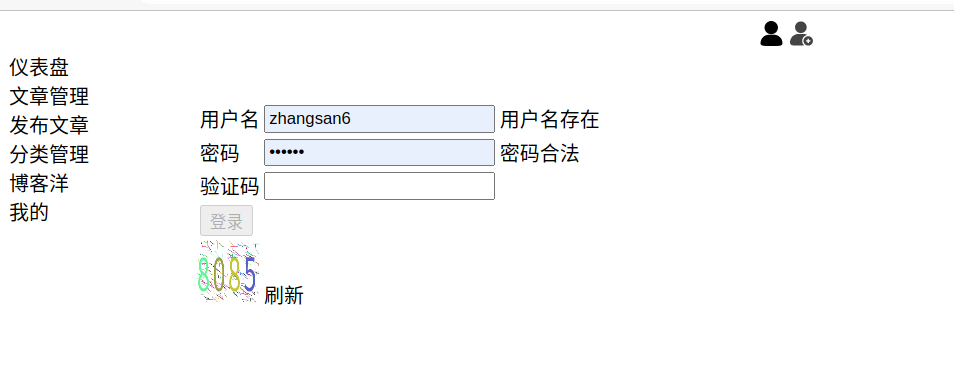 仪表盘
文章管理
发布文章
分类管理
博客洋
我的
用户名 zhangsan6 用户名存在
密码 •••••• 密码合法
验证码
登录
8085 刷新